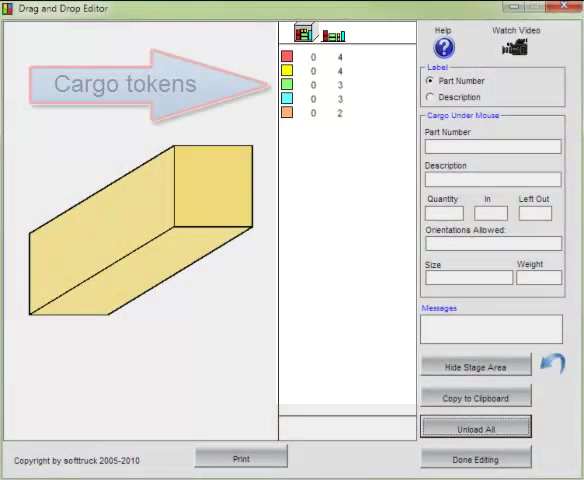 Drag and Drop Editor
Cargo tokens
0 4
0 4
0 3
0 3
0 2
Help
Watch Video
Label
Part Number
Description
Cargo Under Mouse
Part Number
Description
Quantity In Left Out
Orientations Allowed:
Size Weight
Messages
Hide Stage Area
Copy to Clipboard
Unload All
Done Editing
Copyright by softtruck 2005-2010
Print